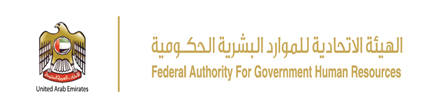 الهيئة الاتحادية للموارد البشرية الحكومية
Federal Authority For Government Human Resources
United Arab Emirates